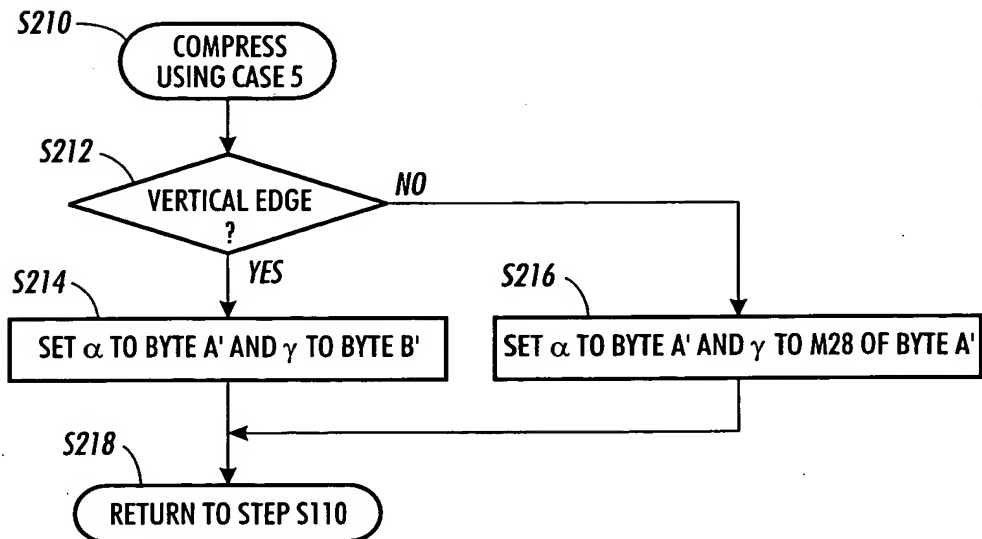 S210
COMPRESS
USING CASE 5
S212
VERTICAL EDGE
?
NO
YES
S214
SET α TO BYTE A' AND γ TO BYTE B'
S216
SET α TO BYTE A' AND γ TO M28 OF BYTE A'
S218
RETURN TO STEP S110